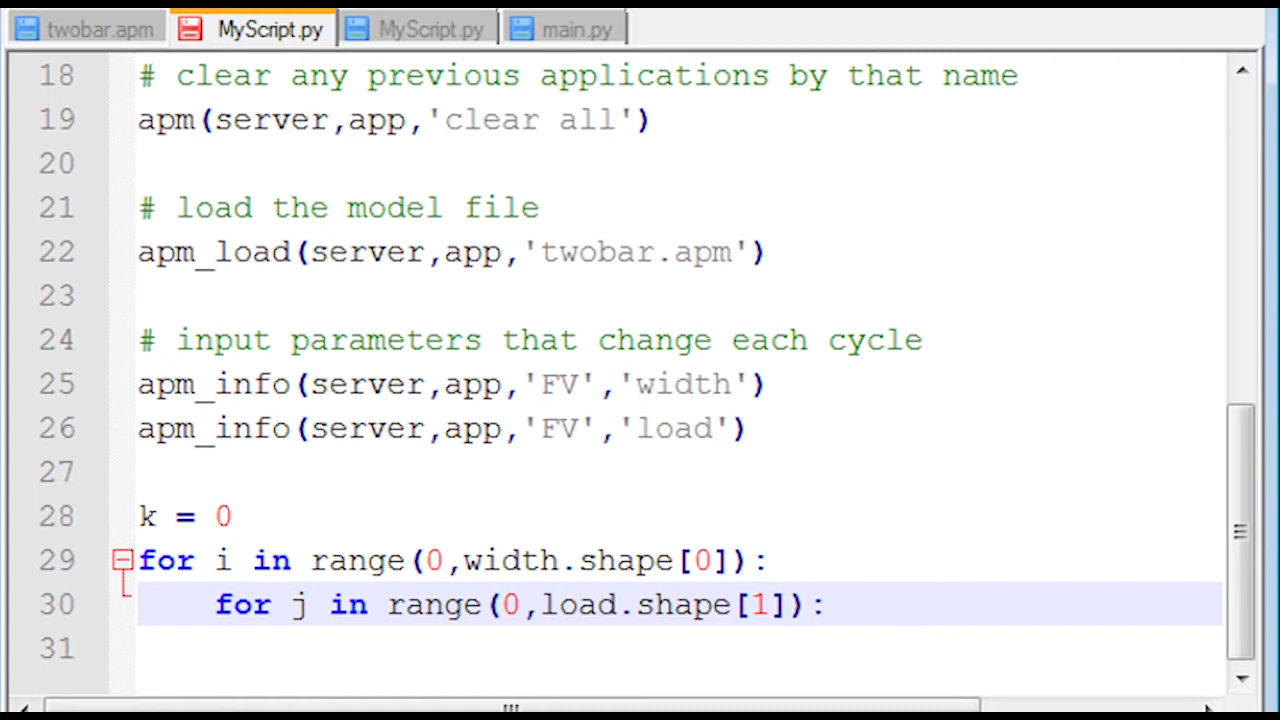 twobar.apm MyScript.py MyScript.py main.py
18 # clear any previous applications by that name
19 apm(server,app,'clear all')
20
21 # load the model file
22 apm_load(server,app,'twobar.apm')
23
24 # input parameters that change each cycle
25 apm_info(server,app,'FV','width')
26 apm_info(server,app,'FV','load')
27
28 k = 0
29 for i in range(0,width.shape[0]):
30     for j in range(0,load.shape[1]):
31